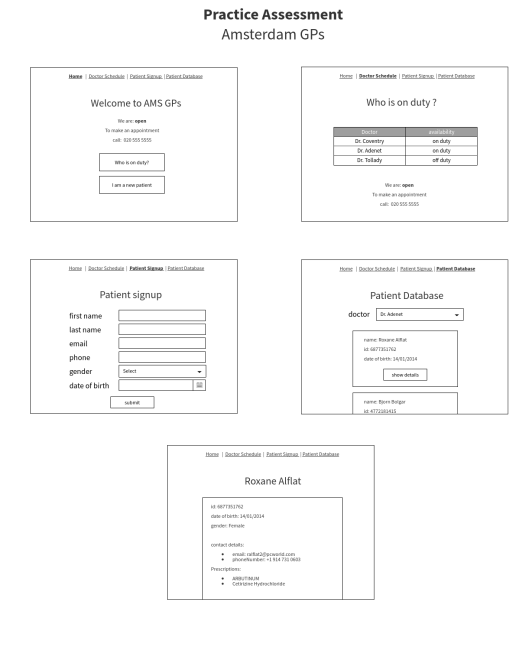 Practice Assessment
Amsterdam GPs
Home | Doctor Schedule | Patient Signup | Patient Database
Welcome to AMS GPs
We are: open
To make an appointment
call: 020 555 5555
Who is on duty?
I am a new patient
Home | Doctor Schedule | Patient Signup | Patient Database
Who is on duty ?
Doctor availability
Dr. Coventry on duty
Dr. Adenet on duty
Dr. Tollady off duty
We are: open
To make an appointment
call: 020 555 5555
Home | Doctor Schedule | Patient Signup | Patient Database
Patient signup
first name
last name
email
phone
gender Select
date of birth
submit
Home | Doctor Schedule | Patient Signup | Patient Database
Patient Database
doctor Dr. Adenet
name: Roxane Alflat
id: 6877351762
date of birth: 14/01/2014
show details
name: Bjorn Bolgar
id: 4772181415
Home | Doctor Schedule | Patient Signup | Patient Database
Roxane Alflat
id: 6877351762
date of birth: 14/01/2014
gender: Female
contact details:
• email: ralflat2@pcworld.com
• phoneNumber: +1 914 731 0603
Prescriptions:
• ARBUTINUM
• Cetirizine Hydrochloride